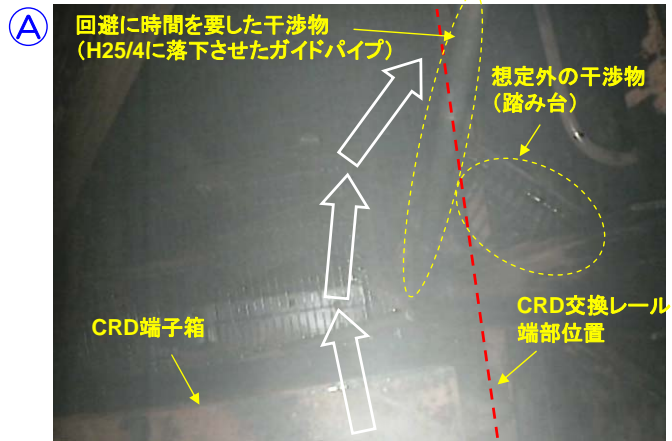 A
回避に時間を要した干渉物
（H25/4に落下させたガイドパイプ）
想定外の干渉物
（踏み台）
CRD端子箱
CRD交換レール
端部位置